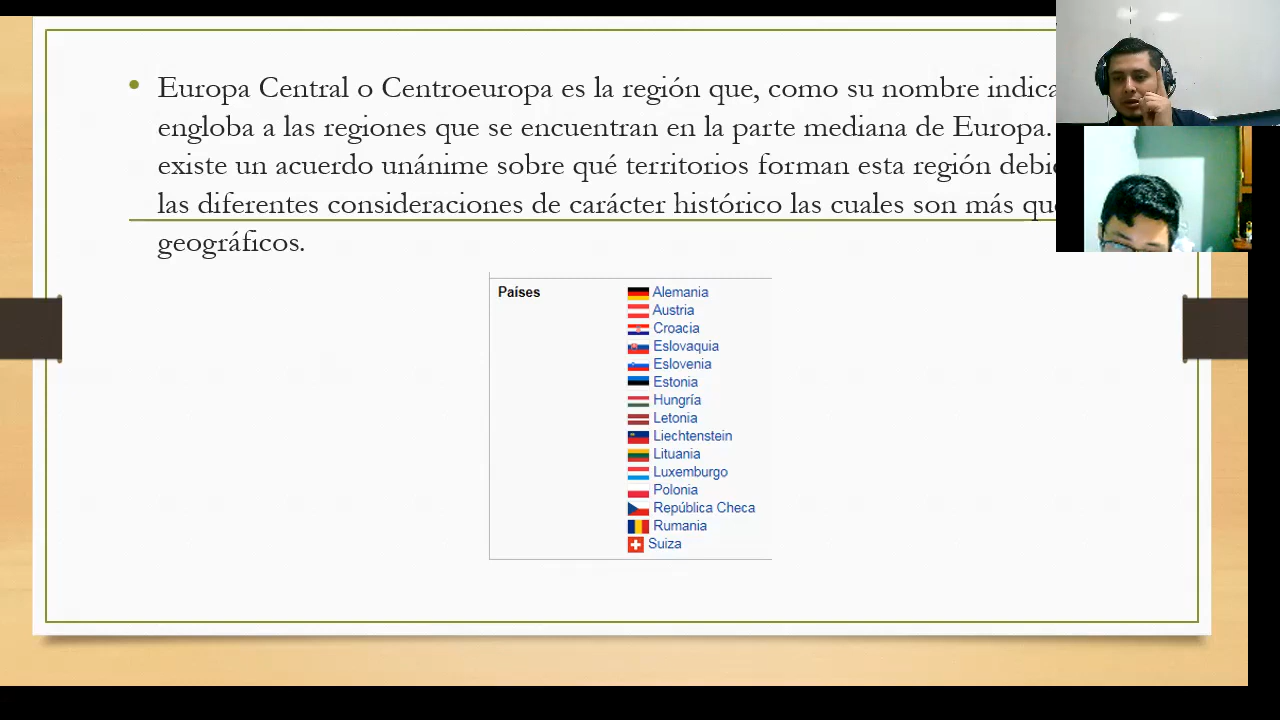 • Europa Central o Centroeuropa es la región que, como su nombre indica
engloba a las regiones que se encuentran en la parte mediana de Europa.
existe un acuerdo unánime sobre qué territorios forman esta región
las diferentes consideraciones de carácter histórico las cuales son más
geográficos.
Países
Alemania
Austria
Croacia
Eslovaquia
Eslovenia
Estonia
Hungría
Letonia
Liechtenstein
Lituania
Luxemburgo
Polonia
República Checa
Rumania
Suiza